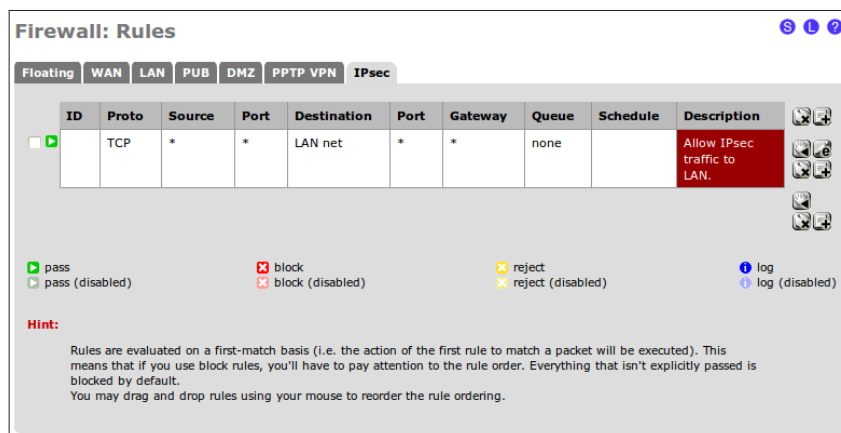 Firewall: Rules
S L ?
Floating WAN LAN PUB DMZ PPTP VPN IPsec
ID Proto Source Port Destination Port Gateway Queue Schedule Description
TCP * * LAN net * * none Allow IPsec
traffic to
LAN.
pass block reject log
pass (disabled) block (disabled) reject (disabled) log (disabled)
Hint:
Rules are evaluated on a first-match basis (i.e. the action of the first rule to match a packet will be executed). This
means that if you use block rules, you'll have to pay attention to the rule order. Everything that isn't explicitly passed is
blocked by default.
You may drag and drop rules using your mouse to reorder the rule ordering.